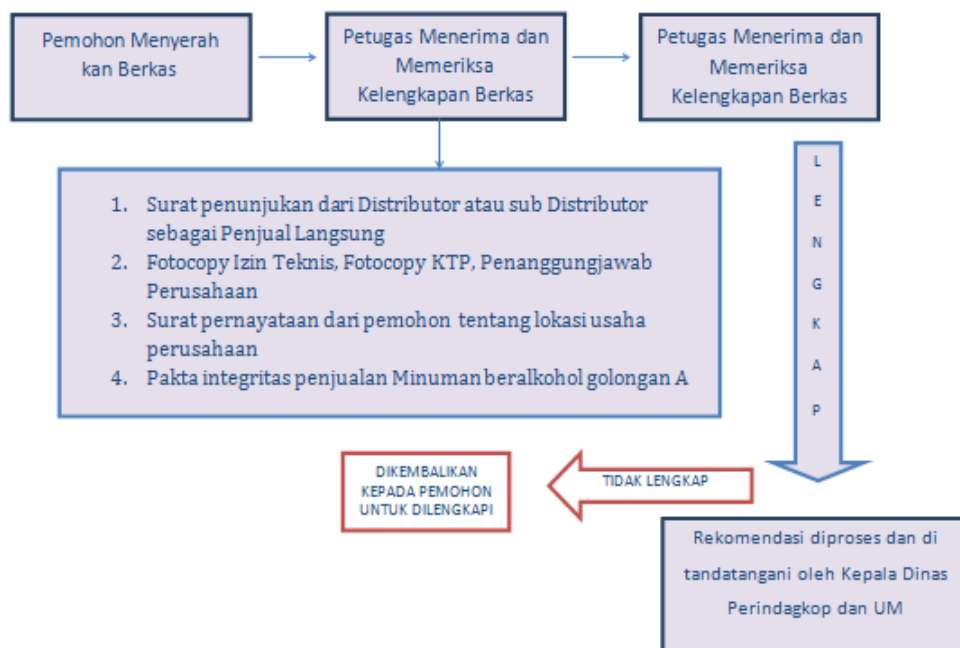 Pemohon Menyerah
kan Berkas
Petugas Menerima dan
Memeriksa
Kelengkapan Berkas
Petugas Menerima dan
Memeriksa
Kelengkapan Berkas
1. Surat penunjukan dari Distributor atau sub Distributor
sebagai Penjual Langsung
2. Fotocopy Izin Teknis, Fotocopy KTP, Penanggungjawab
Perusahaan
3. Surat pernayataan dari pemohon tentang lokasi usaha
perusahaan
4. Pakta integritas penjualan Minuman beralkohol golongan A
L
E
N
G
K
A
P
TIDAK LENGKAP
DIKEMBALIKAN
KEPADA PEMOHON
UNTUK DILENGKAPI
Rekomendasi diproses dan di
tandatangani oleh Kepala Dinas
Perindagkop dan UM